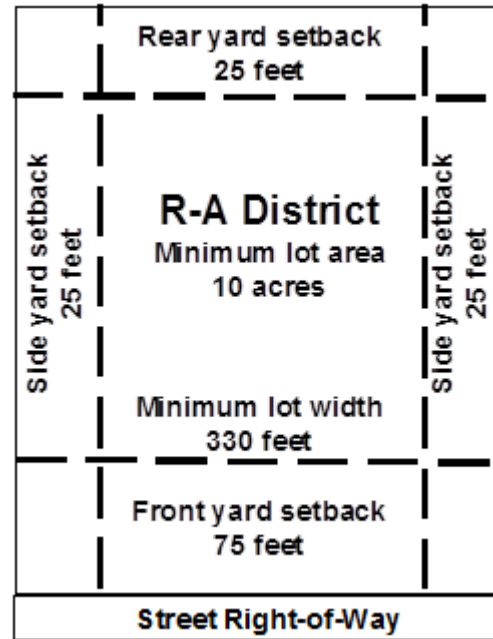 Rear yard setback
25 feet
Side yard setback
25 feet
R-A District
Minimum lot area
10 acres
Side yard setback
25 feet
Minimum lot width
330 feet
Front yard setback
75 feet
Street Right-of-Way